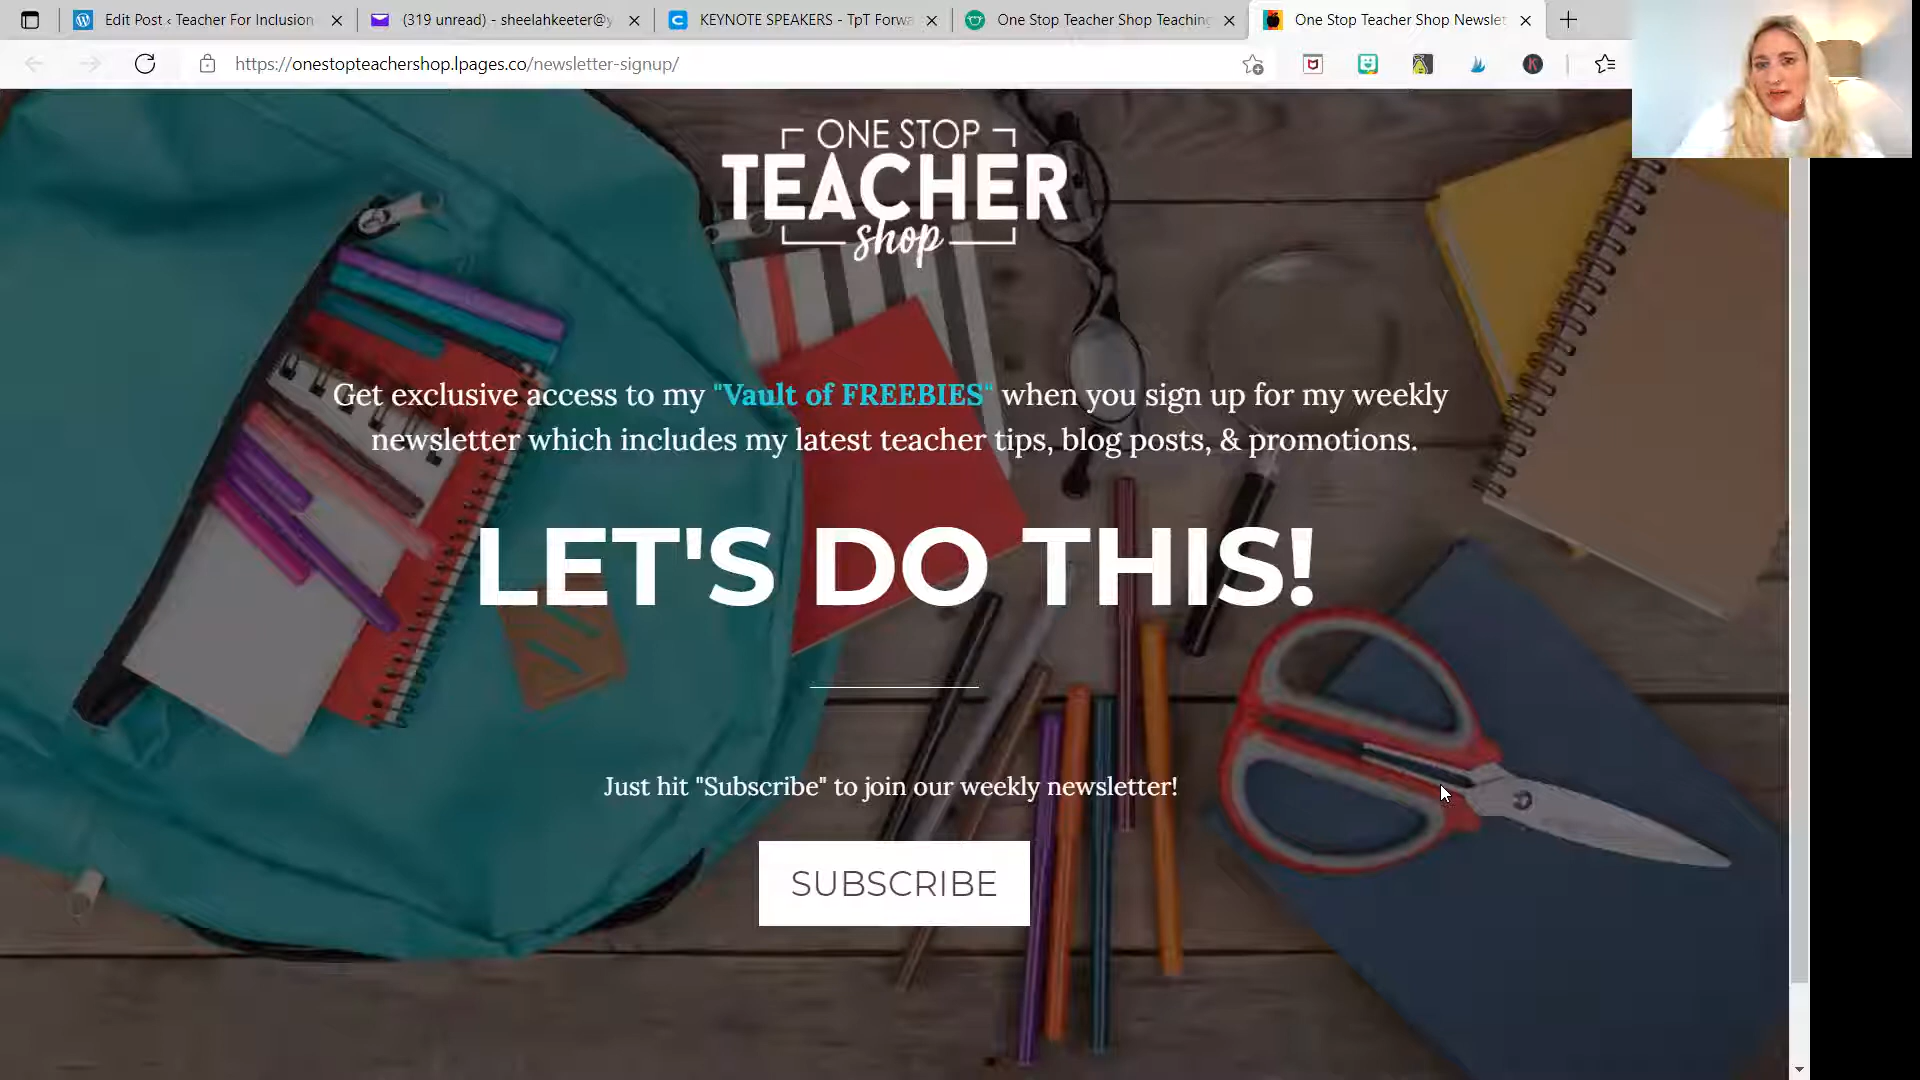 Edit Post ‹ Teacher For Inclusion
(319 unread) - sheelahkeeter@y
KEYNOTE SPEAKERS - TpT Forwa
One Stop Teacher Shop Teaching
One Stop Teacher Shop Newslet
https://onestopteachershop.lpages.co/newsletter-signup/
ONE STOP
TEACHER
shop
Get exclusive access to my "Vault of FREEBIES" when you sign up for my weekly
newsletter which includes my latest teacher tips, blog posts, & promotions.
LET'S DO THIS!
Just hit "Subscribe" to join our weekly newsletter!
SUBSCRIBE